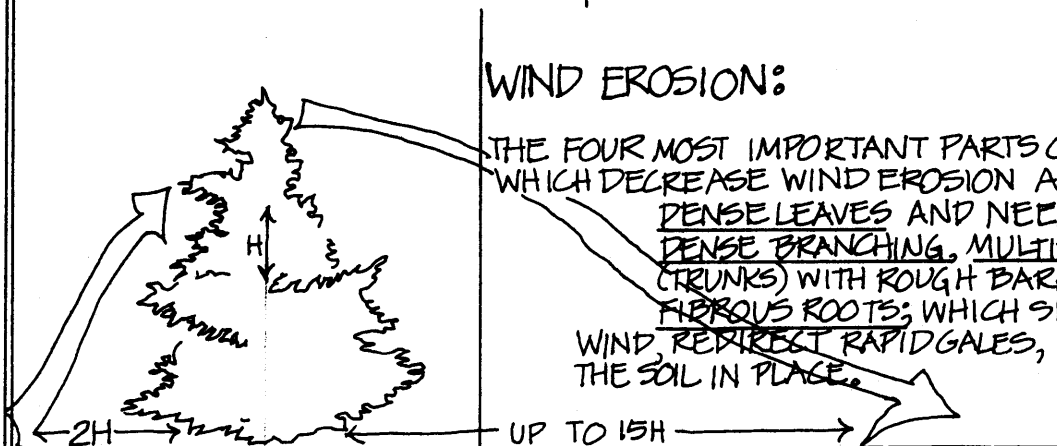 WIND EROSION:
THE FOUR MOST IMPORTANT PARTS
WHICH DECREASE WIND EROSION
DENSE LEAVES AND
DENSE BRANCHING,
(TRUNKS) WITH ROUGH
FIBROUS ROOTS; WHICH
WIND, REDIRECT RAPID GALES,
THE SOIL IN PLACE.
H
2H
UP TO 15H